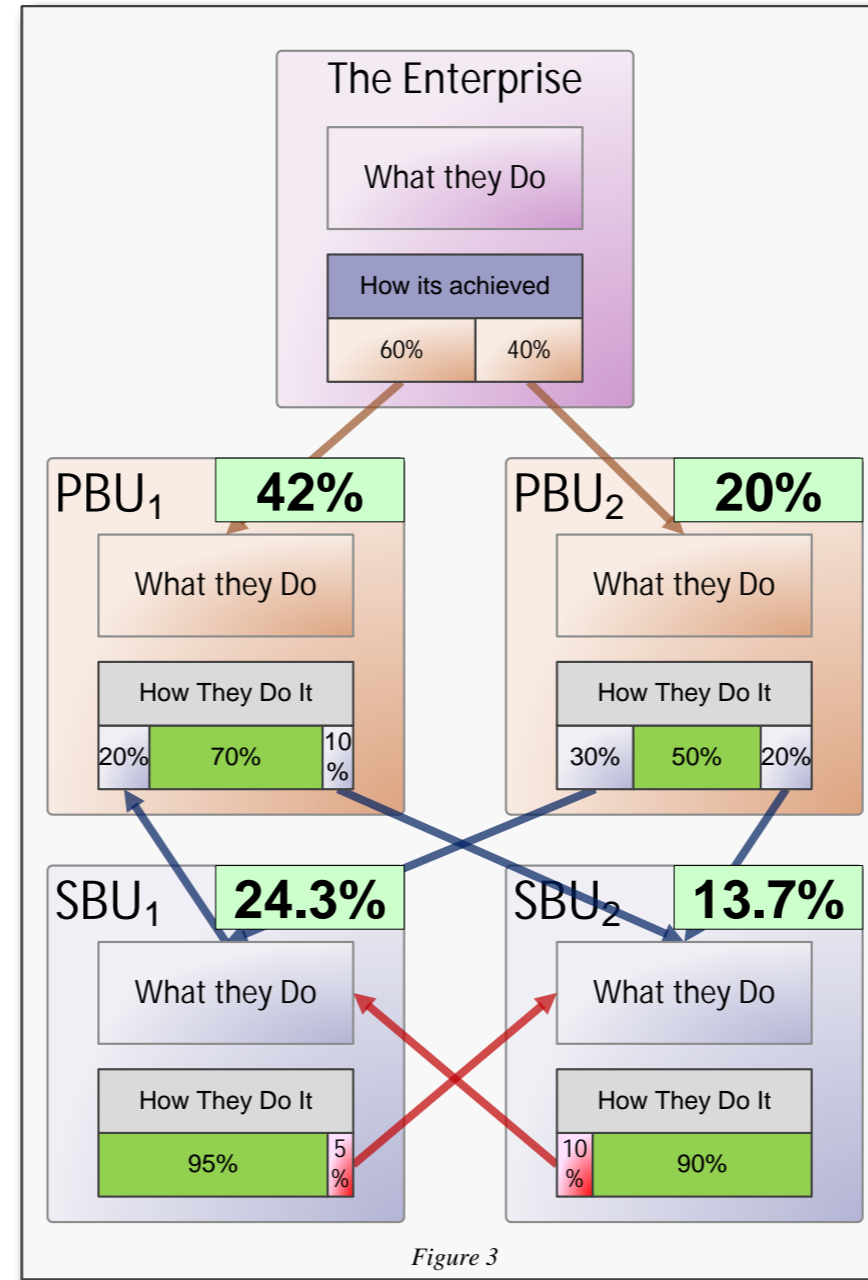 The Enterprise
What they Do
How its achieved
60% 40%
PBU1 42%
What they Do
How They Do It
20% 70% 10
%
PBU2 20%
What they Do
How They Do It
30% 50% 20%
SBU1 24.3%
What they Do
How They Do It
95% 5
%
SBU2 13.7%
What they Do
How They Do It
10
% 90%
Figure 3